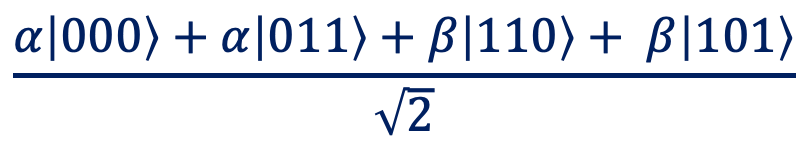 α|000⟩ + α|011⟩ + β|110⟩ + β|101⟩
√2